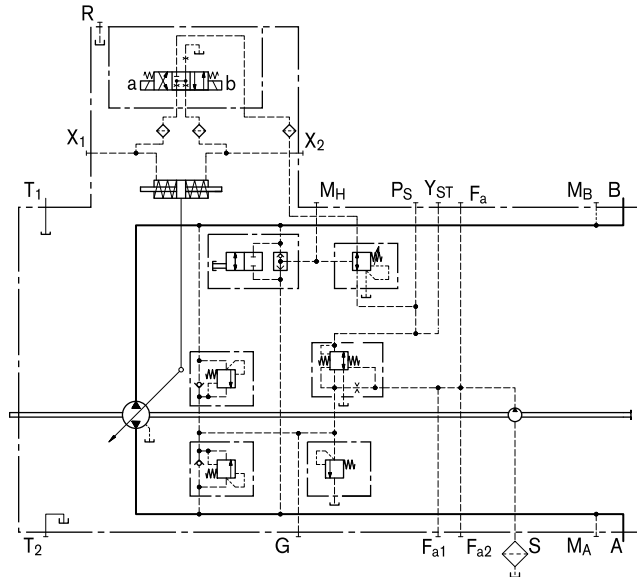 R
a b
X1 X2
T1 MH PS YST Fa MB B
T2 G Fa1 Fa2 S MA A